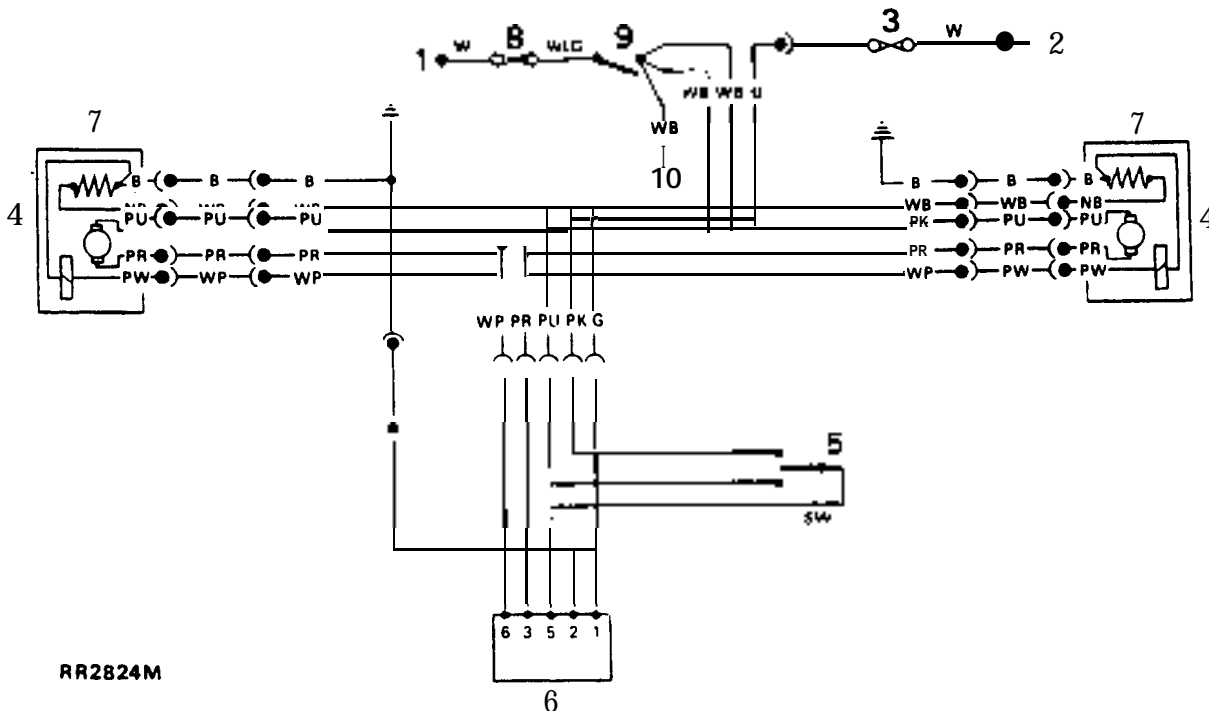 1 W 8 WLG 9 3 W 2
WB WB U
WB
10
7 7
4 4
B B B B B B
WB WB NB
PU PU PU PK PU PU
PR PR PR PR PR PR
PW WP WP WP PW PW
WP PR PU PK G
5
SW
6 3 5 2 1
RR2824M
6